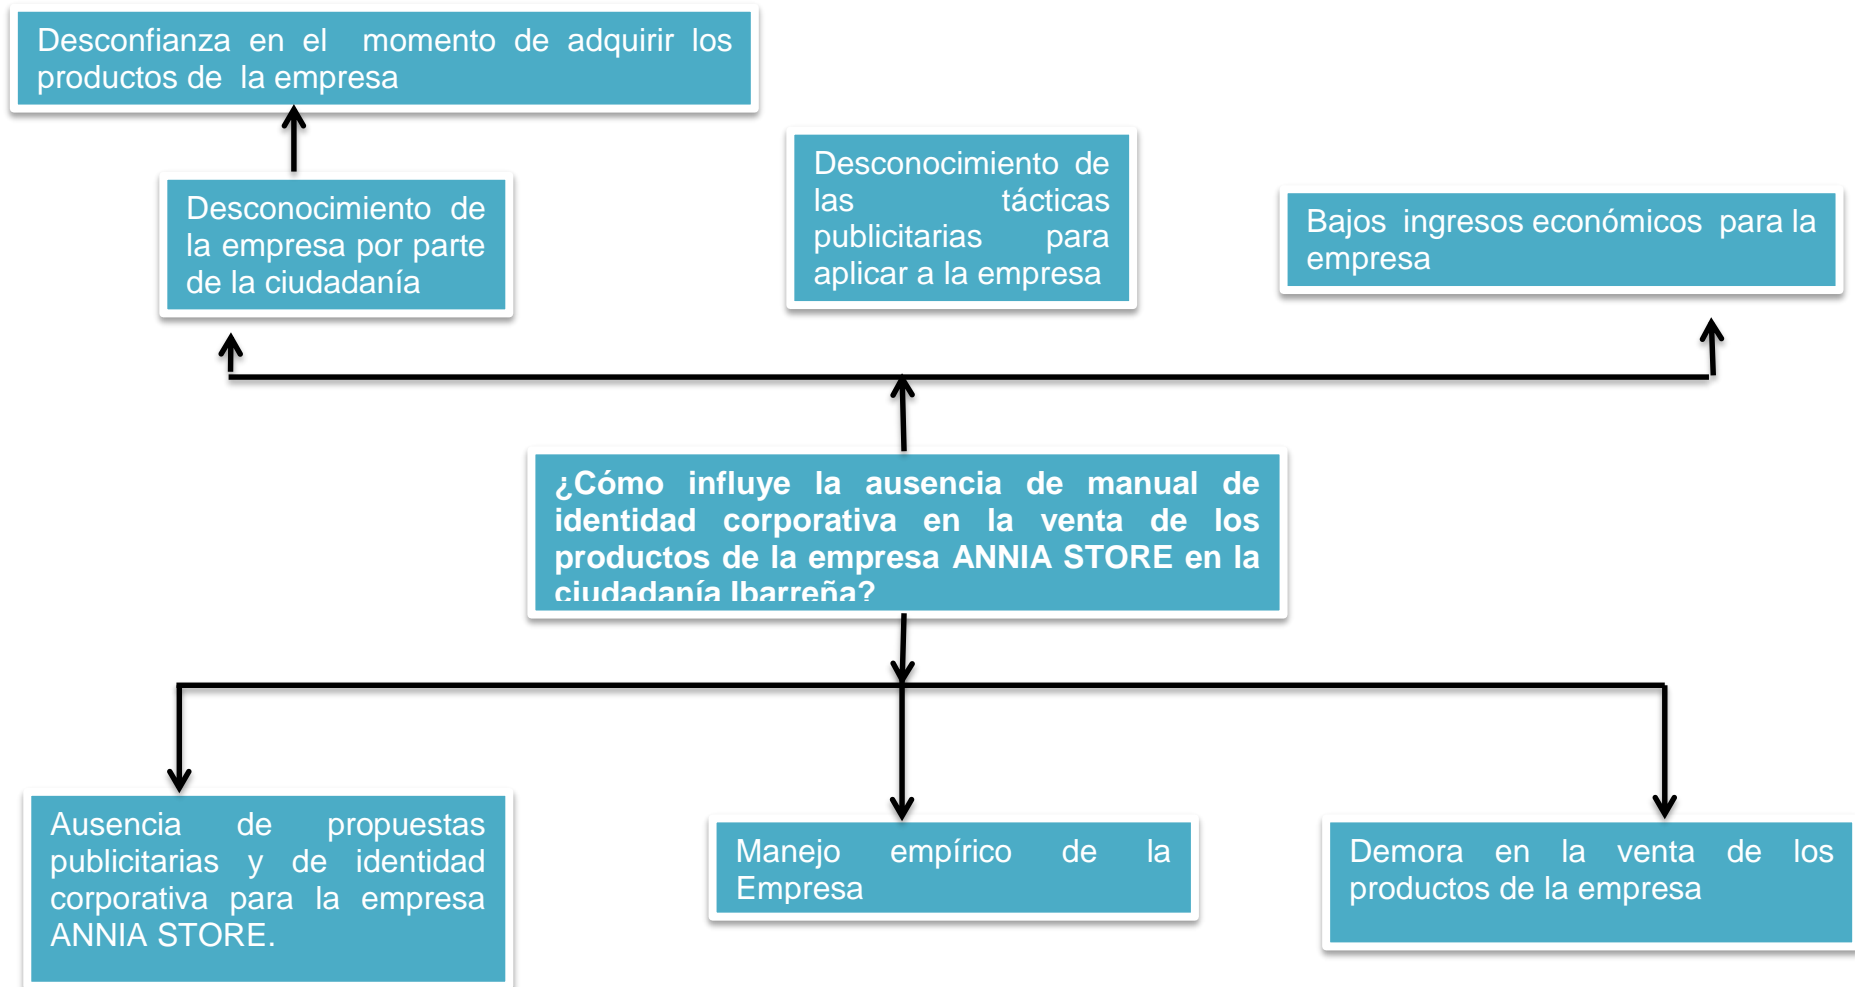 Desconfianza en el momento de adquirir los
productos de la empresa
Desconocimiento de
la empresa por parte
de la ciudadanía
Desconocimiento de
las tácticas
publicitarias para
aplicar a la empresa
Bajos ingresos económicos para la
empresa
¿Cómo influye la ausencia de manual de
identidad corporativa en la venta de los
productos de la empresa ANNIA STORE en la
ciudadanía Ibarreña?
Ausencia de propuestas
publicitarias y de identidad
corporativa para la empresa
ANNIA STORE.
Manejo empírico de la
Empresa
Demora en la venta de los
productos de la empresa